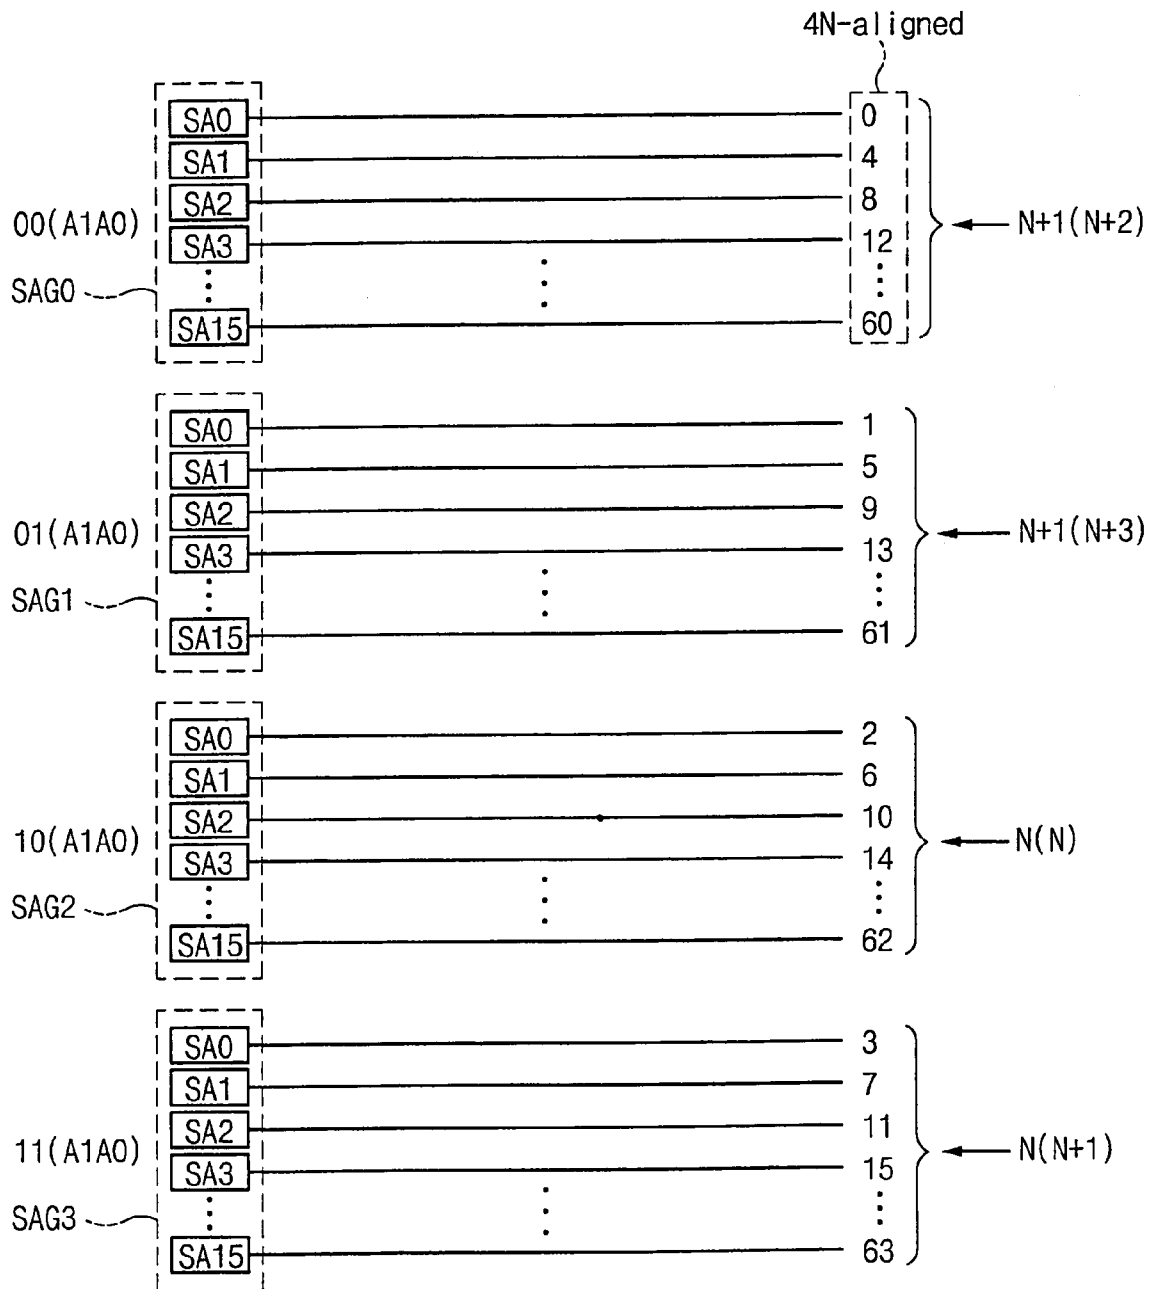 4N-aligned
SA0 0
SA1 4
SA2 8
00(A1A0) N+1(N+2)
SA3 12
SAG0
SA15 60
SA0 1
SA1 5
SA2 9
01(A1A0) N+1(N+3)
SA3 13
SAG1
SA15 61
SA0 2
SA1 6
SA2 10
10(A1A0) N(N)
SA3 14
SAG2
SA15 62
SA0 3
SA1 7
SA2 11
11(A1A0) N(N+1)
SA3 15
SAG3
SA15 63